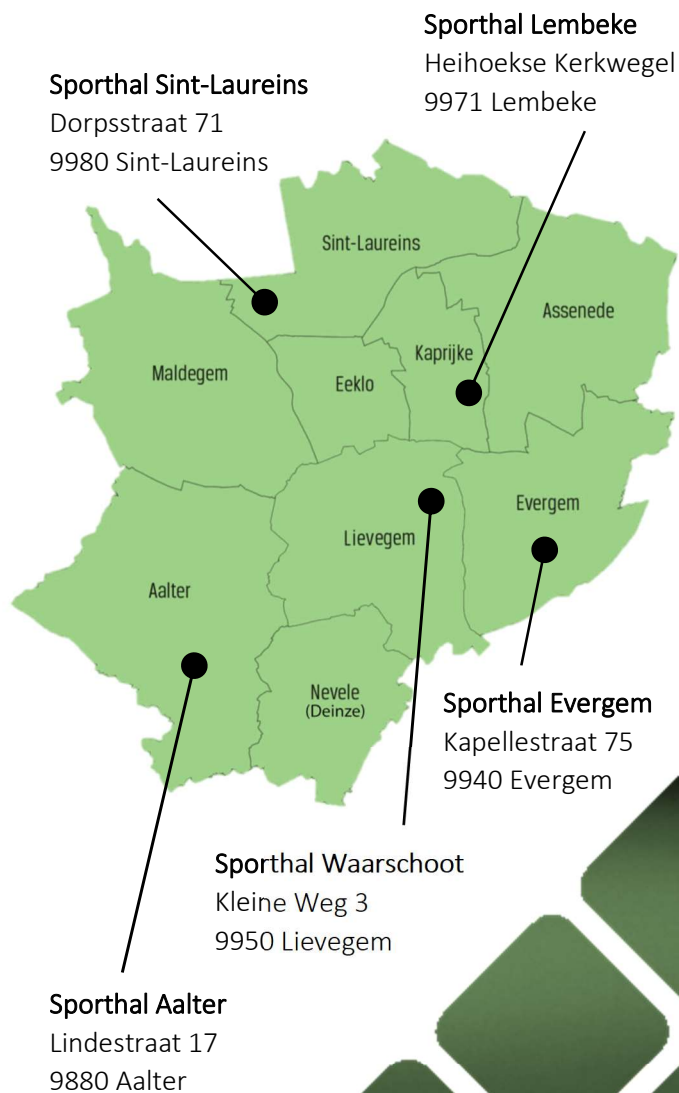 Sporthal Lembeke
Heihoekse Kerkwegel
9971 Lembeke
Sporthal Sint-Laureins
Dorpsstraat 71
9980 Sint-Laureins
Sint-Laureins
Assenede
Kaprijke
Maldegem
Eeklo
Evergem
Lievegem
Aalter
Nevele
(Deinze)
Sporthal Evergem
Kapellestraat 75
9940 Evergem
Sporthal Waarschoot
Kleine Weg 3
9950 Lievegem
Sporthal Aalter
Lindestraat 17
9880 Aalter